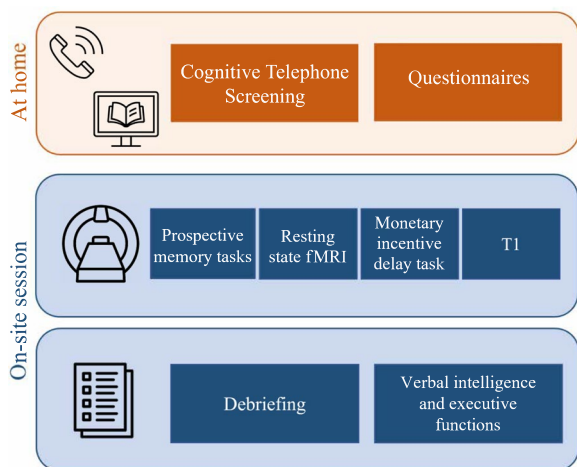 At home
Cognitive Telephone
Screening
Questionnaires
On-site session
Prospective
memory tasks
Resting
state fMRI
Monetary
incentive
delay task
T1
Debriefing
Verbal intelligence
and executive
functions